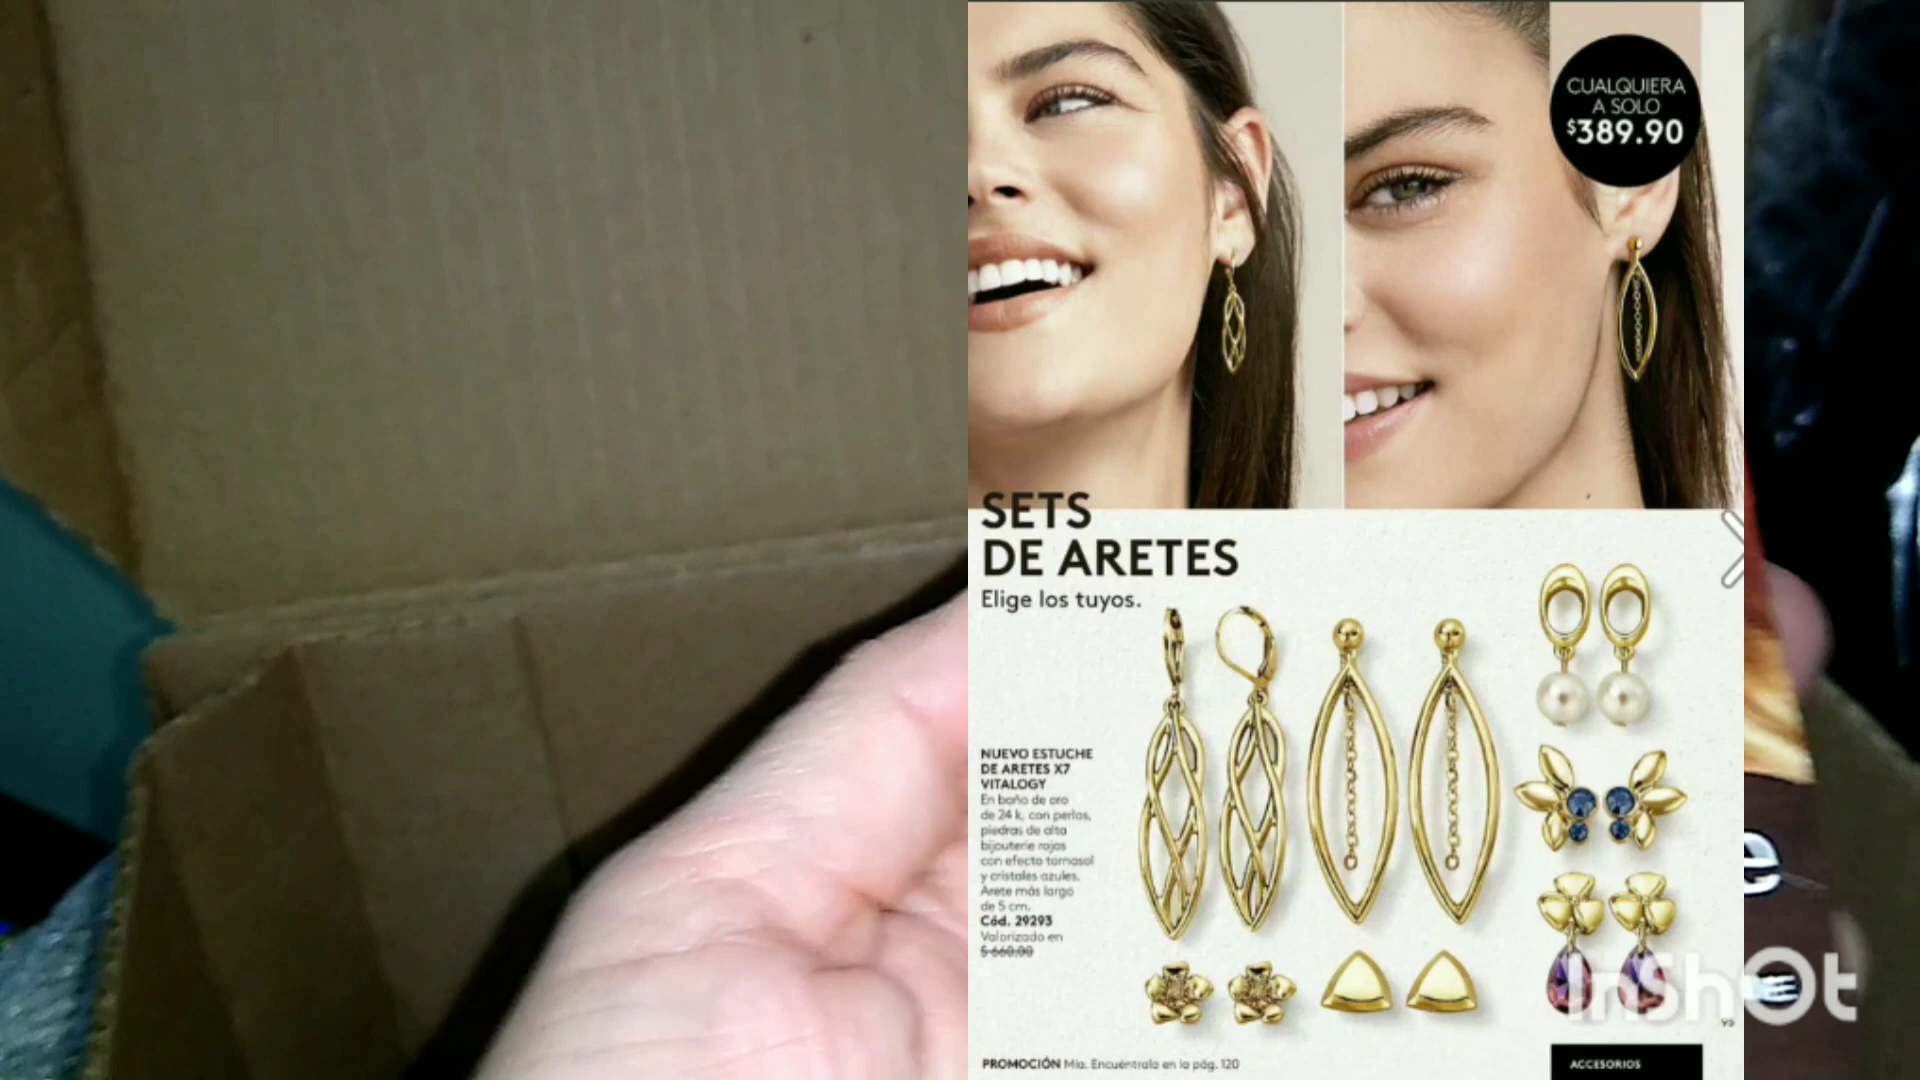 CUALQUIERA
A SOLO
$389.90
SETS
DE ARETES
Elige los tuyos.
NUEVO ESTUCHE
DE ARETES X7
VITALOGY
En baño de oro
de 24 k, con perlas,
piedras de alta
bijouterie rojas
con efecto tornasol
y cristales azules.
Arete más largo
de 5 cm.
Cód. 29293
Valorizado en
$ 660.00
PROMOCIÓN Mia. Encuéntrala en la pág. 120
95
ACCESORIOS
e
InShOt